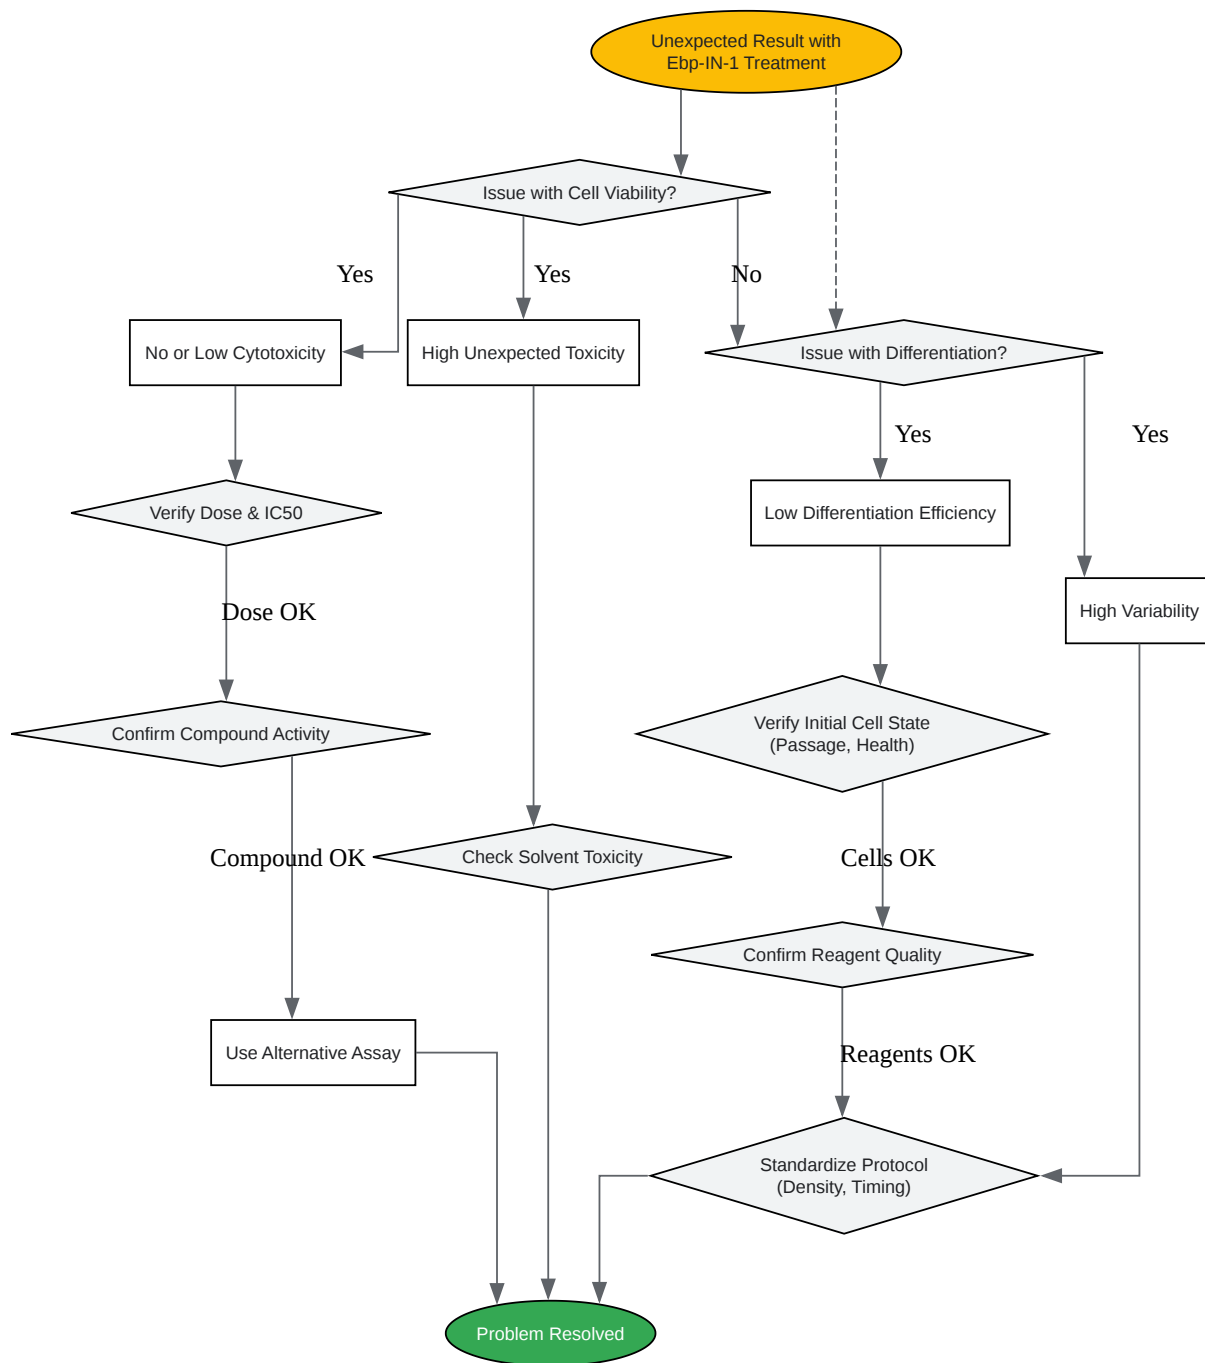 Unexpected Result with
Ebp-IN-1 Treatment
Issue with Cell Viability?
Yes
Yes
No
No or Low Cytotoxicity
High Unexpected Toxicity
Issue with Differentiation?
Yes
Yes
Verify Dose & IC50
Low Differentiation Efficiency
Dose OK
High Variability
Confirm Compound Activity
Verify Initial Cell State
(Passage, Health)
Compound OK
Check Solvent Toxicity
Cells OK
Confirm Reagent Quality
Use Alternative Assay
Reagents OK
Standardize Protocol
(Density, Timing)
Problem Resolved